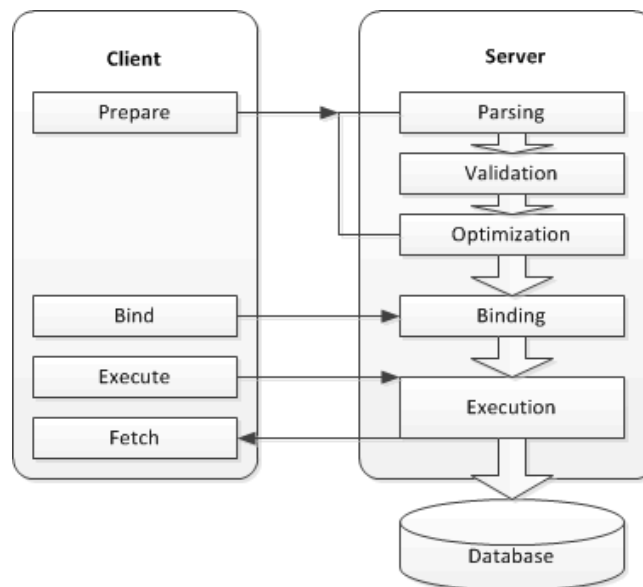 Client
Server
Prepare
Parsing
Validation
Optimization
Bind
Binding
Execute
Execution
Fetch
Database